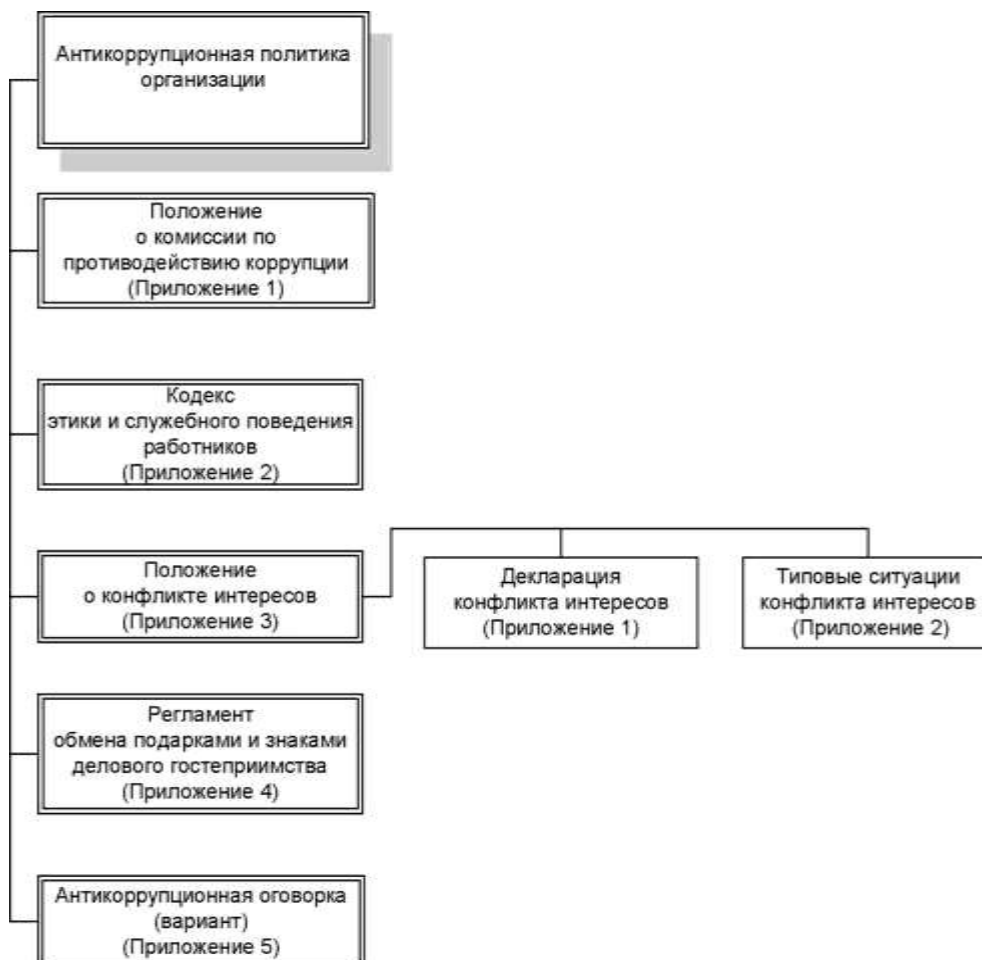 Антикоррупционная политика
организации
Положение
о комиссии по
противодействию коррупции
(Приложение 1)
Кодекс
этики и служебного поведения
работников
(Приложение 2)
Положение
о конфликте интересов
(Приложение 3)
Декларация
конфликта интересов
(Приложение 1)
Типовые ситуации
конфликта интересов
(Приложение 2)
Регламент
обмена подарками и знаками
делового гостеприимства
(Приложение 4)
Антикоррупционная оговорка
(вариант)
(Приложение 5)